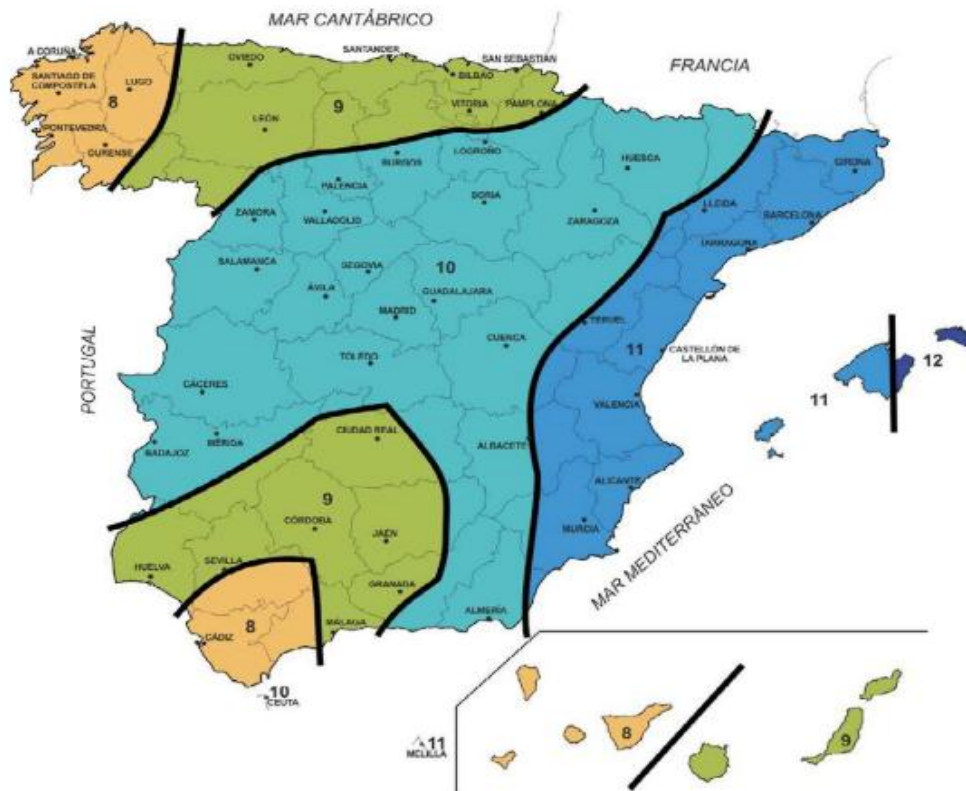 MAR CANTÁBRICO
A CORUÑA
SANTIAGO DE
COMPOSTELA
LUGO
8
PONTEVEDRA
OURENSE
OVIEDO
SANTANDER
SAN SEBASTIÁN
BILBAO
FRANCIA
LEÓN
9
VITORIA
PAMPLONA
LOGROÑO
BURGOS
HUESCA
GIRONA
PALENCIA
SORIA
LLEIDA
ZAMORA
VALLADOLID
ZARAGOZA
BARCELONA
TARRAGONA
SALAMANCA
SEGOVIA
10
ÁVILA
GUADALAJARA
MADRID
TERUEL
PORTUGAL
CUENCA
11
CASTELLÓN DE
LA PLANA
12
TOLEDO
11
CÁCERES
VALENCIA
MÉRIDA
BADAJOZ
CIUDAD REAL
ALBACETE
ALICANTE
9
CÓRDOBA
JAÉN
MURCIA
MAR MEDITERRÁNEO
HUELVA
SEVILLA
GRANADA
8
CÁDIZ
MÁLAGA
ALMERÍA
10
CEUTA
11
MELILLA
8
9